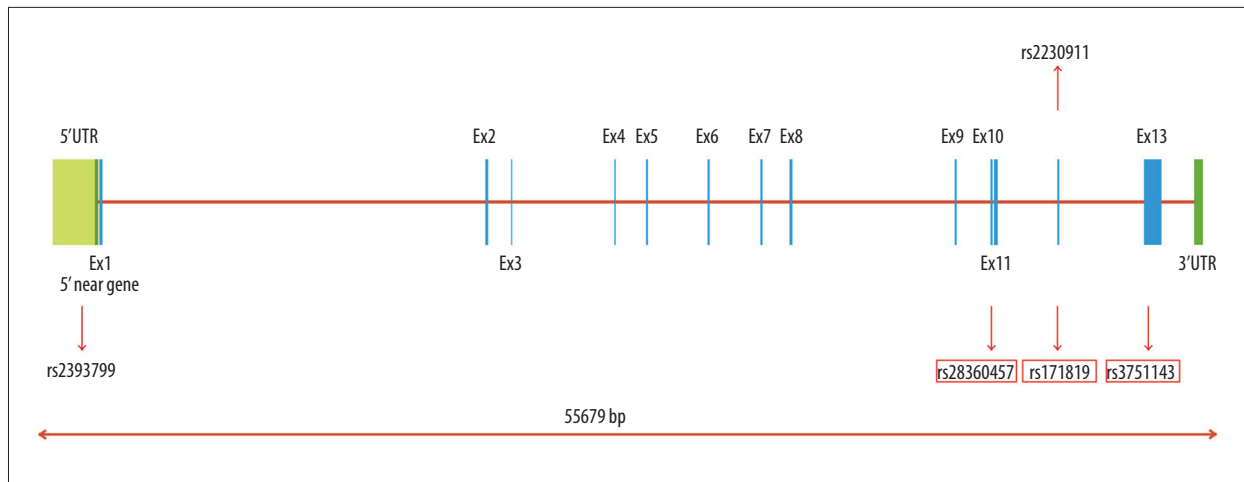 rs2230911
5'UTR Ex2 Ex4 Ex5 Ex6 Ex7 Ex8 Ex9 Ex10 Ex13
Ex1 Ex3 Ex11 3'UTR
5' near gene
rs2393799 rs28360457 rs171819 rs3751143
55679 bp